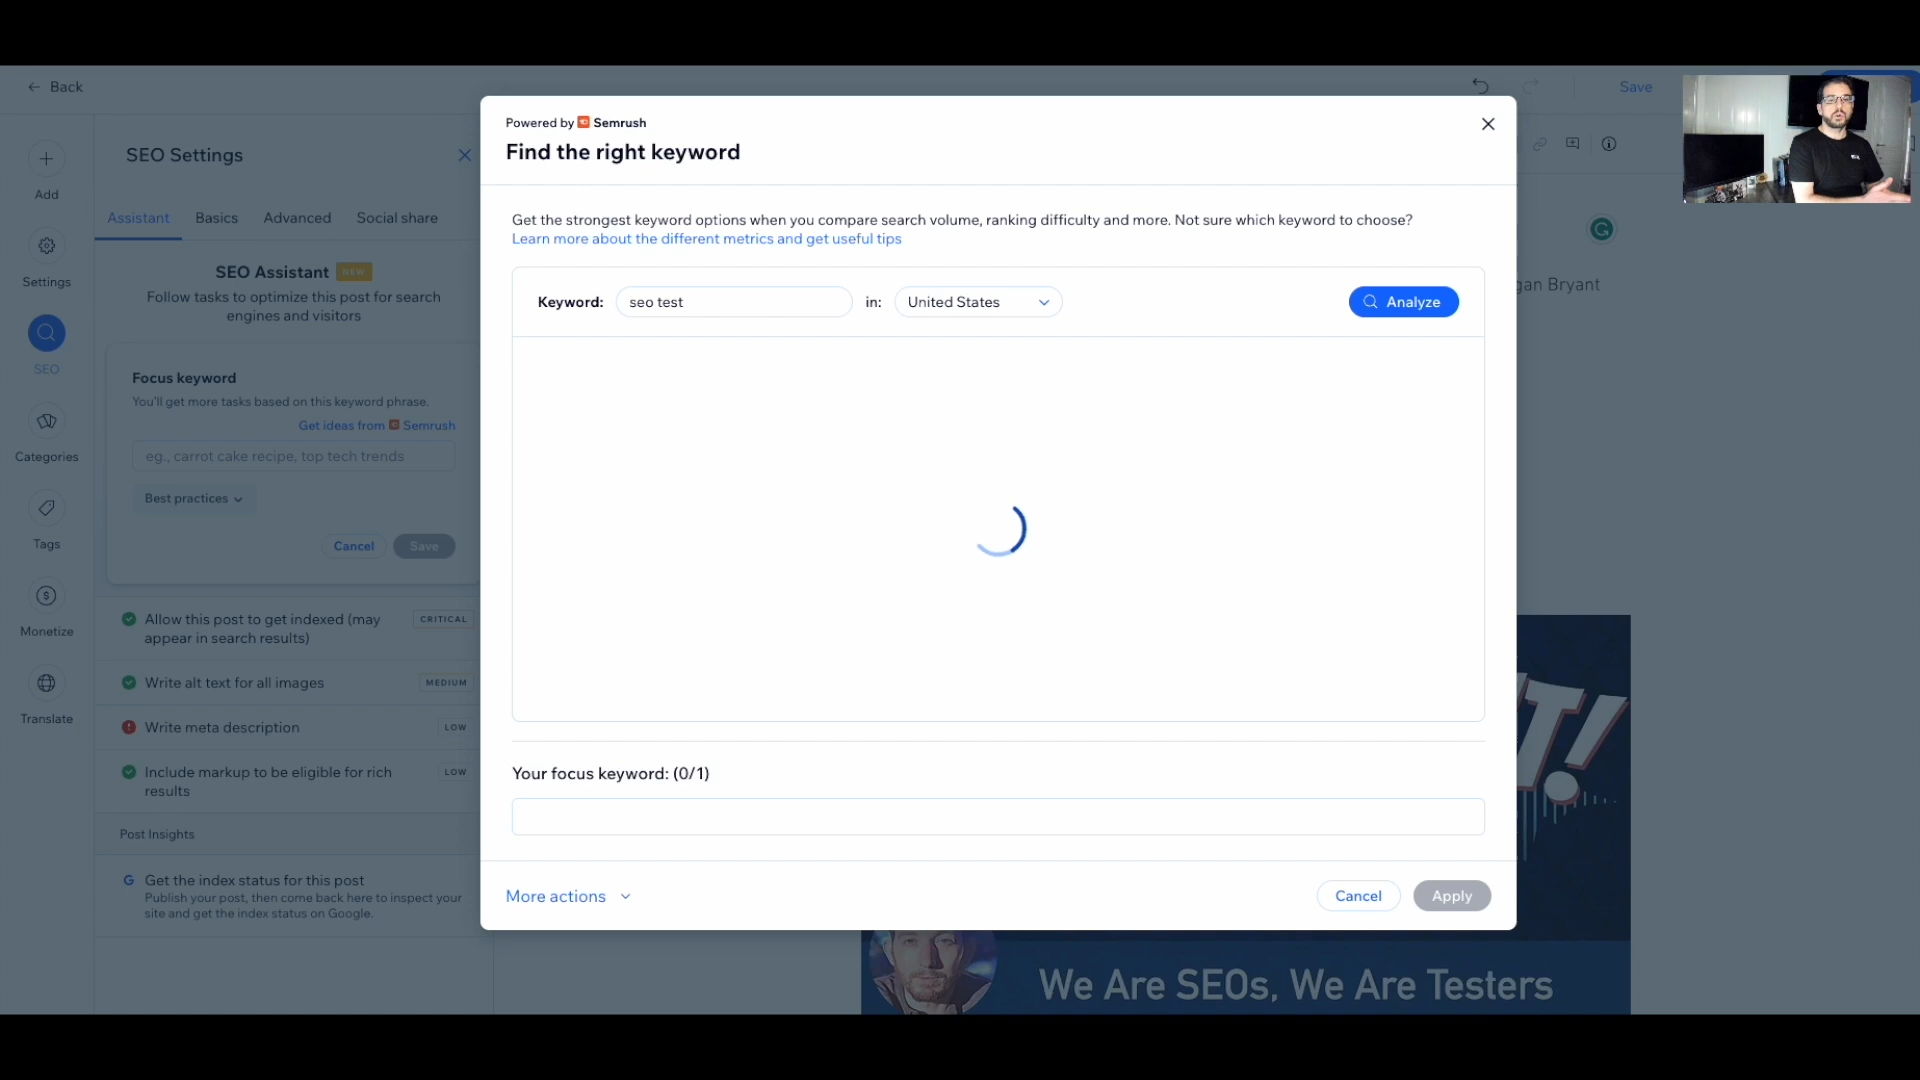 Back
Save
Add
Settings
SEO
Categories
Tags
Monetize
Translate
SEO Settings
Assistant Basics Advanced Social share
SEO Assistant NEW
Follow tasks to optimize this post for search
engines and visitors
Focus keyword
You'll get more tasks based on this keyword phrase.
Get ideas from Semrush
eg., carrot cake recipe, top tech trends
Best practices
Cancel Save
Allow this post to get indexed (may
appear in search results)
CRITICAL
Write alt text for all images MEDIUM
Write meta description LOW
Include markup to be eligible for rich
results
LOW
Post Insights
G Get the index status for this post
Publish your post, then come back here to inspect your
site and get the index status on Google.
Powered by Semrush
Find the right keyword
Get the strongest keyword options when you compare search volume, ranking difficulty and more. Not sure which keyword to choose?
Learn more about the different metrics and get useful tips
Keyword: seo test in: United States Analyze
Your focus keyword: (0/1)
More actions
Cancel Apply
gan Bryant
T!
We Are SEOs, We Are Testers